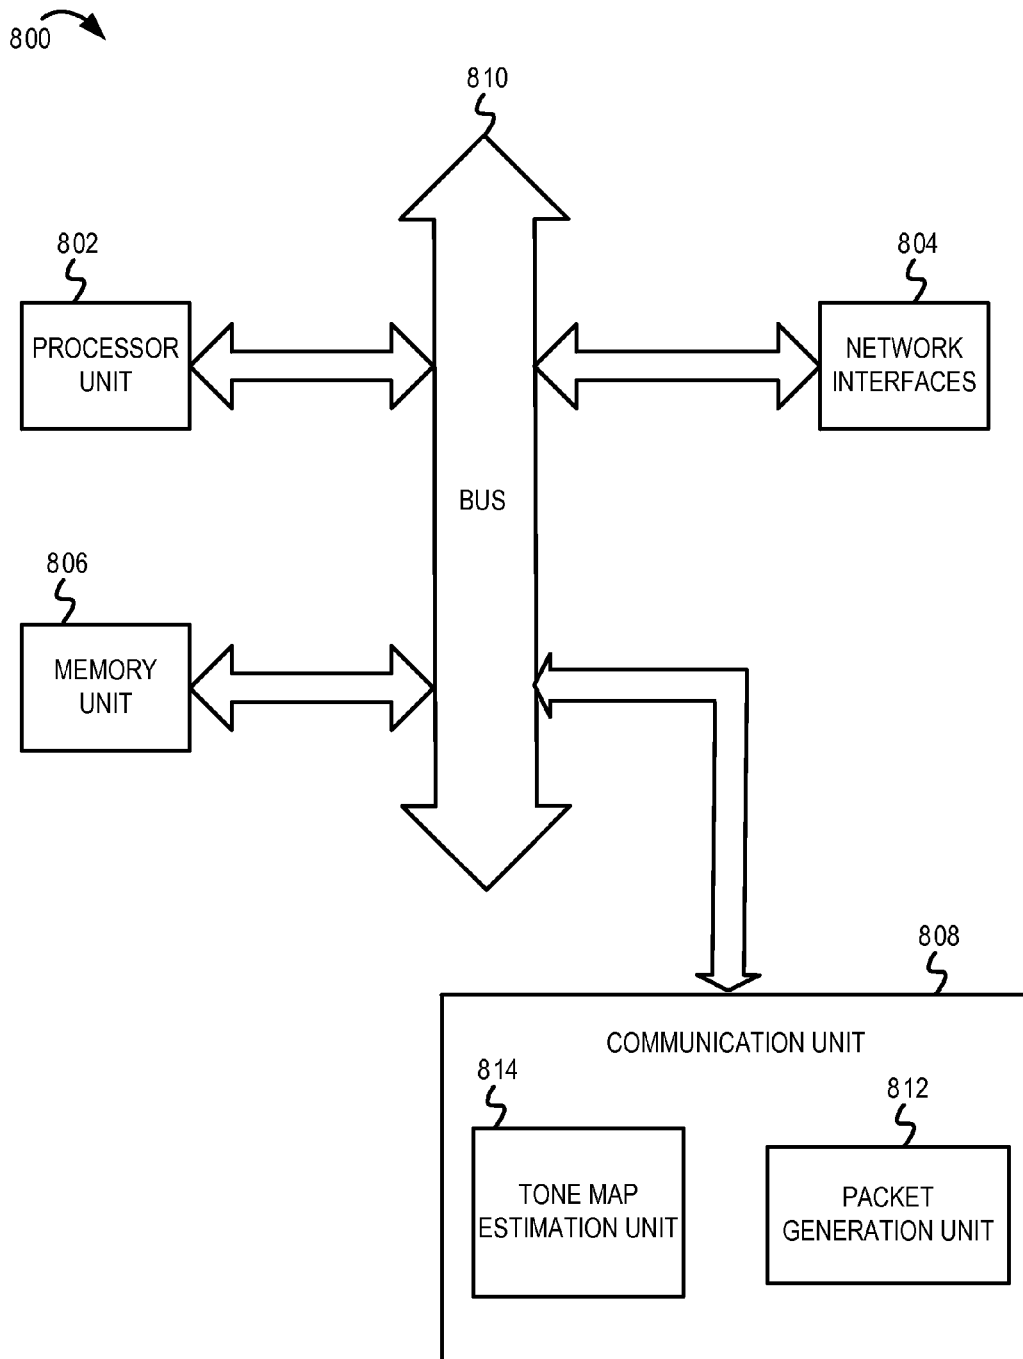 800
810
802
804
PROCESSOR
UNIT
NETWORK
INTERFACES
BUS
806
MEMORY
UNIT
808
COMMUNICATION UNIT
814
812
TONE MAP
ESTIMATION UNIT
PACKET
GENERATION UNIT